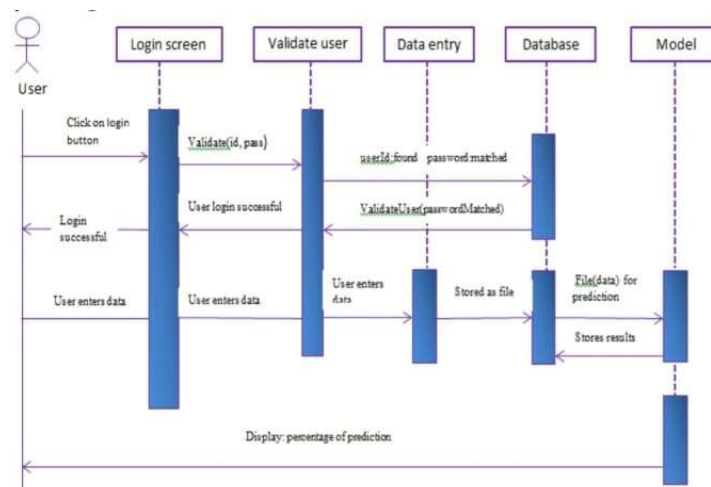 Login screen
Validate user
Data entry
Database
Model
User
Click on login
button
Validate(id, pass)
userId:found password:matched
User login successful
ValidateUser(passwordMatched)
Login
successful
User enters data
User enters data
User enters
data
Stored as file
File(data) for
prediction
Stores results
Display: percentage of prediction